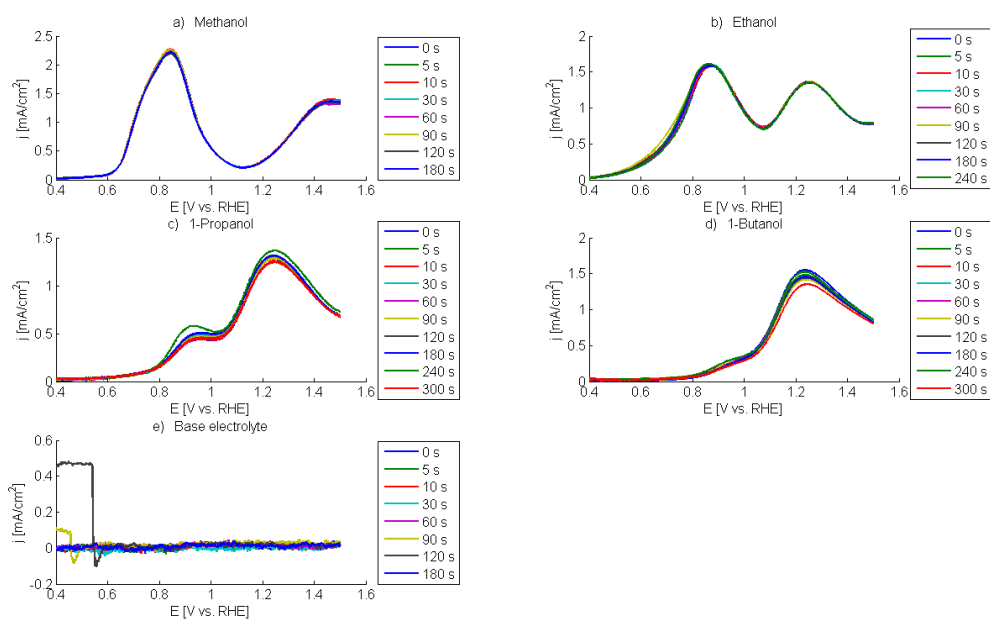 a) Methanol
2.5
2
1.5
1
0.5
0
j [mA/cm²]
0.4 0.6 0.8 1 1.2 1.4 1.6
E [V vs. RHE]
0 s
5 s
10 s
30 s
60 s
90 s
120 s
180 s
b) Ethanol
2
1.5
1
0.5
0
j [mA/cm²]
0.4 0.6 0.8 1 1.2 1.4 1.6
E [V vs. RHE]
0 s
5 s
10 s
30 s
60 s
90 s
120 s
180 s
240 s
c) 1-Propanol
1.5
1
0.5
0
j [mA/cm²]
0.4 0.6 0.8 1 1.2 1.4 1.6
E [V vs. RHE]
0 s
5 s
10 s
30 s
60 s
90 s
120 s
180 s
240 s
300 s
d) 1-Butanol
2
1.5
1
0.5
0
j [mA/cm²]
0.4 0.6 0.8 1 1.2 1.4 1.6
E [V vs. RHE]
0 s
5 s
10 s
30 s
60 s
90 s
120 s
180 s
240 s
300 s
e) Base electrolyte
0.6
0.4
0.2
0
-0.2
j [mA/cm²]
0.4 0.6 0.8 1 1.2 1.4 1.6
E [V vs. RHE]
0 s
5 s
10 s
30 s
60 s
90 s
120 s
180 s